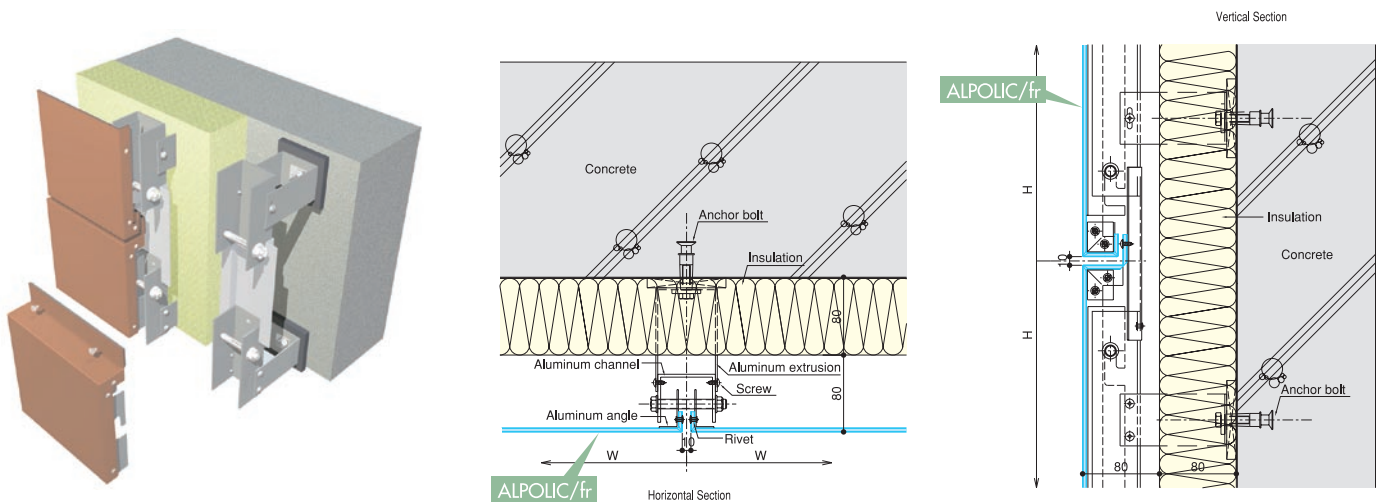 Concrete
Anchor bolt
Insulation
80
Aluminum channel
Aluminum extrusion
Screw
80
Aluminum angle
Rivet
10
W
W
ALPOLIC/fr
Horizontal Section
Vertical Section
ALPOLIC/fr
H
Insulation
Concrete
10
H
Anchor bolt
80
80